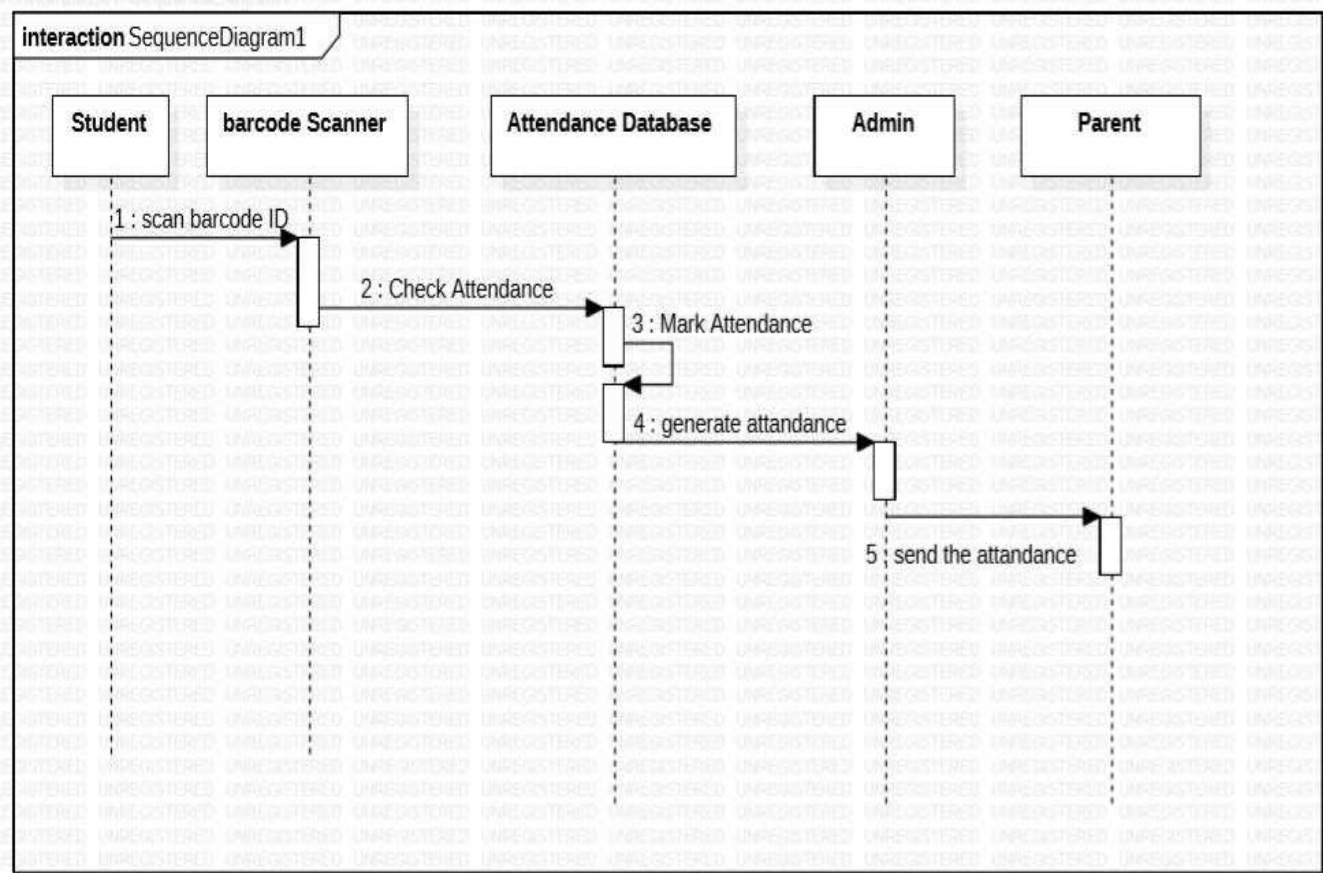 interaction SequenceDiagram1
Student
barcode Scanner
Attendance Database
Admin
Parent
1 : scan barcode ID
2 : Check Attendance
3 : Mark Attendance
4 : generate attandance
5 : send the attandance
UNREGISTERED